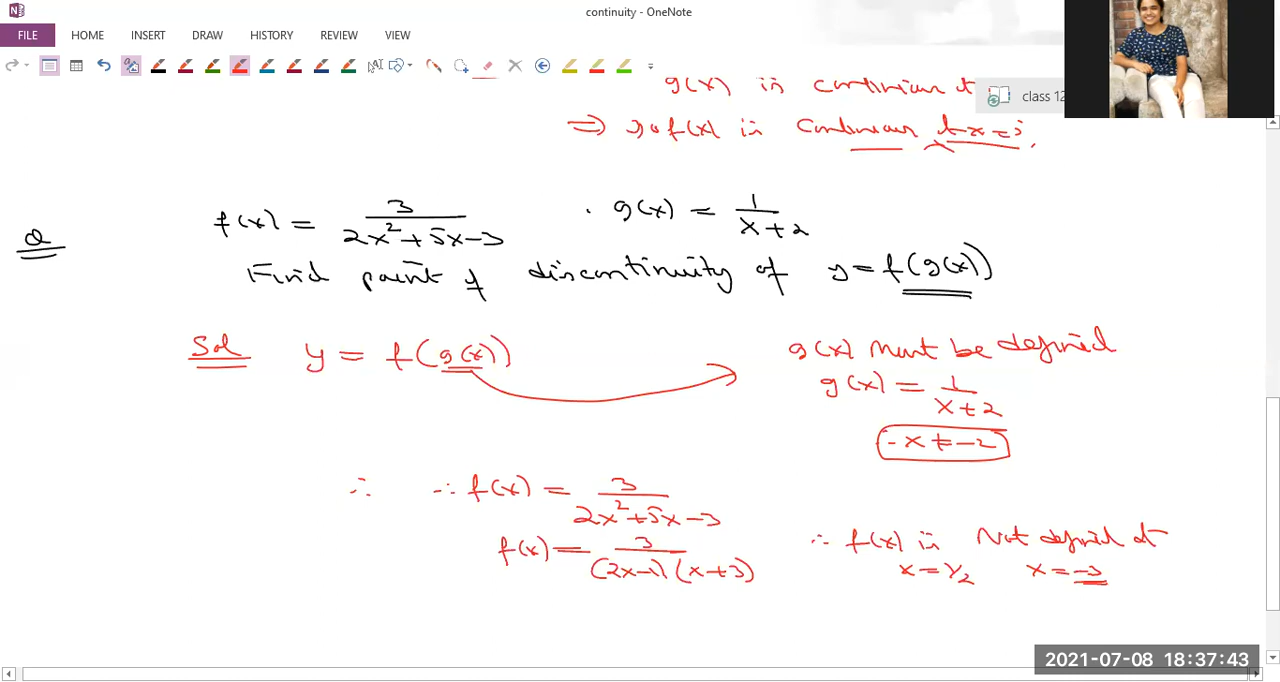 continuity - OneNote
FILE HOME INSERT DRAW HISTORY REVIEW VIEW
class 12
g(x) is continuous at
⇒ gof(x) is continuous at x=3.
Q f(x) = 3/(2x²+5x-3) . g(x) = 1/(x+2)
Find point of discontinuity of y=f(g(x))
Sol y = f(g(x)) g(x) must be defined
g(x) = 1/(x+2)
- x ≠ -2
∴ ∴ f(x) = 3/(2x²+5x-3)
f(x) = 3/((2x-1)(x+3)) ∴ f(x) is Not defined at
x = 1/2 x = -3
2021-07-08 18:37:43